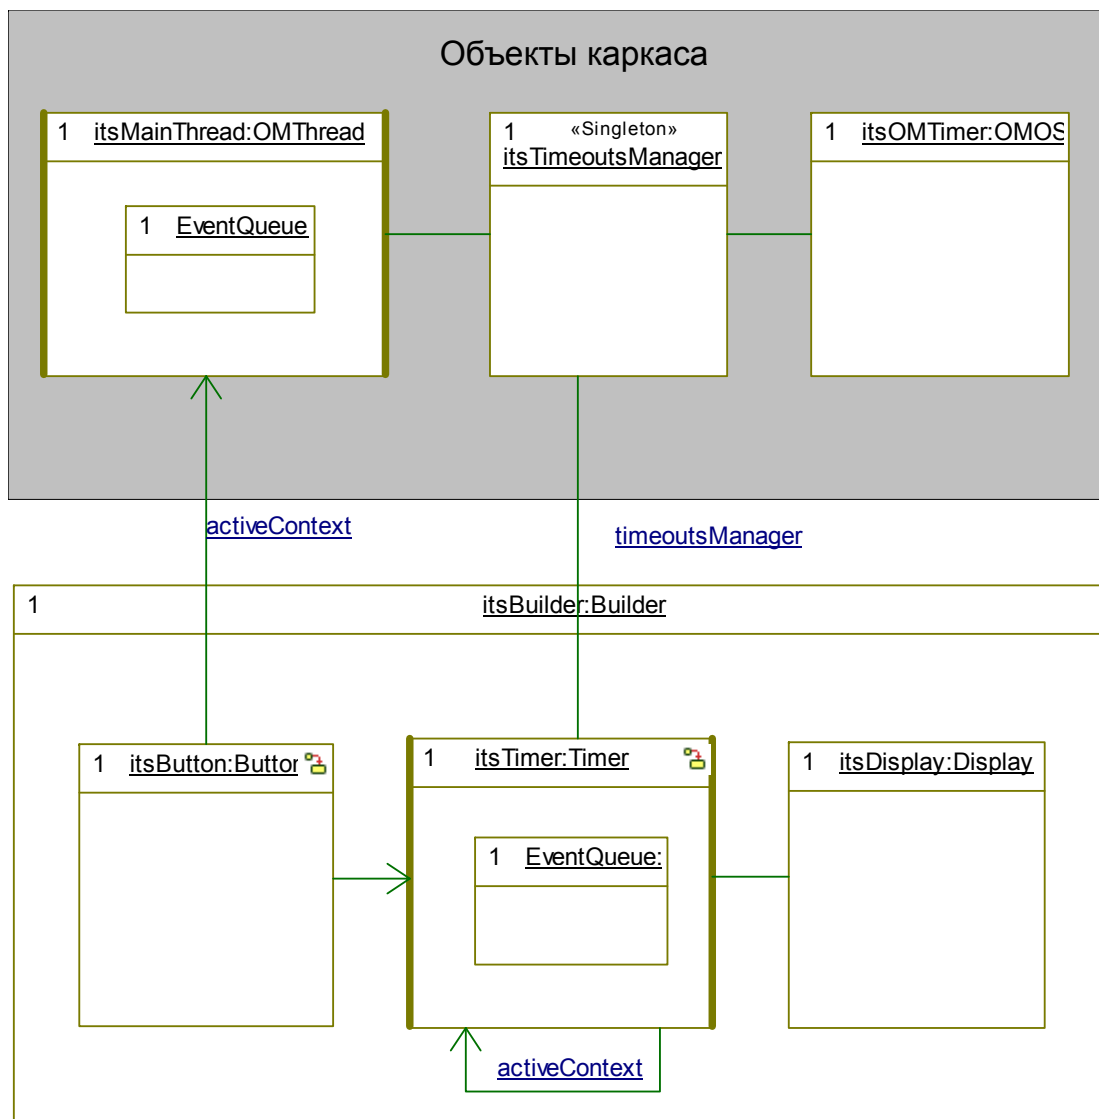 Объекты каркаса
1 itsMainThread:OMThread
1 EventQueue
1 «Singleton»
itsTimeoutsManager
1 itsOMTimer:OMOS
activeContext
timeoutsManager
1 itsBuilder:Builder
1 itsButton:Button
1 itsTimer:Timer
1 EventQueue:
1 itsDisplay:Display
activeContext